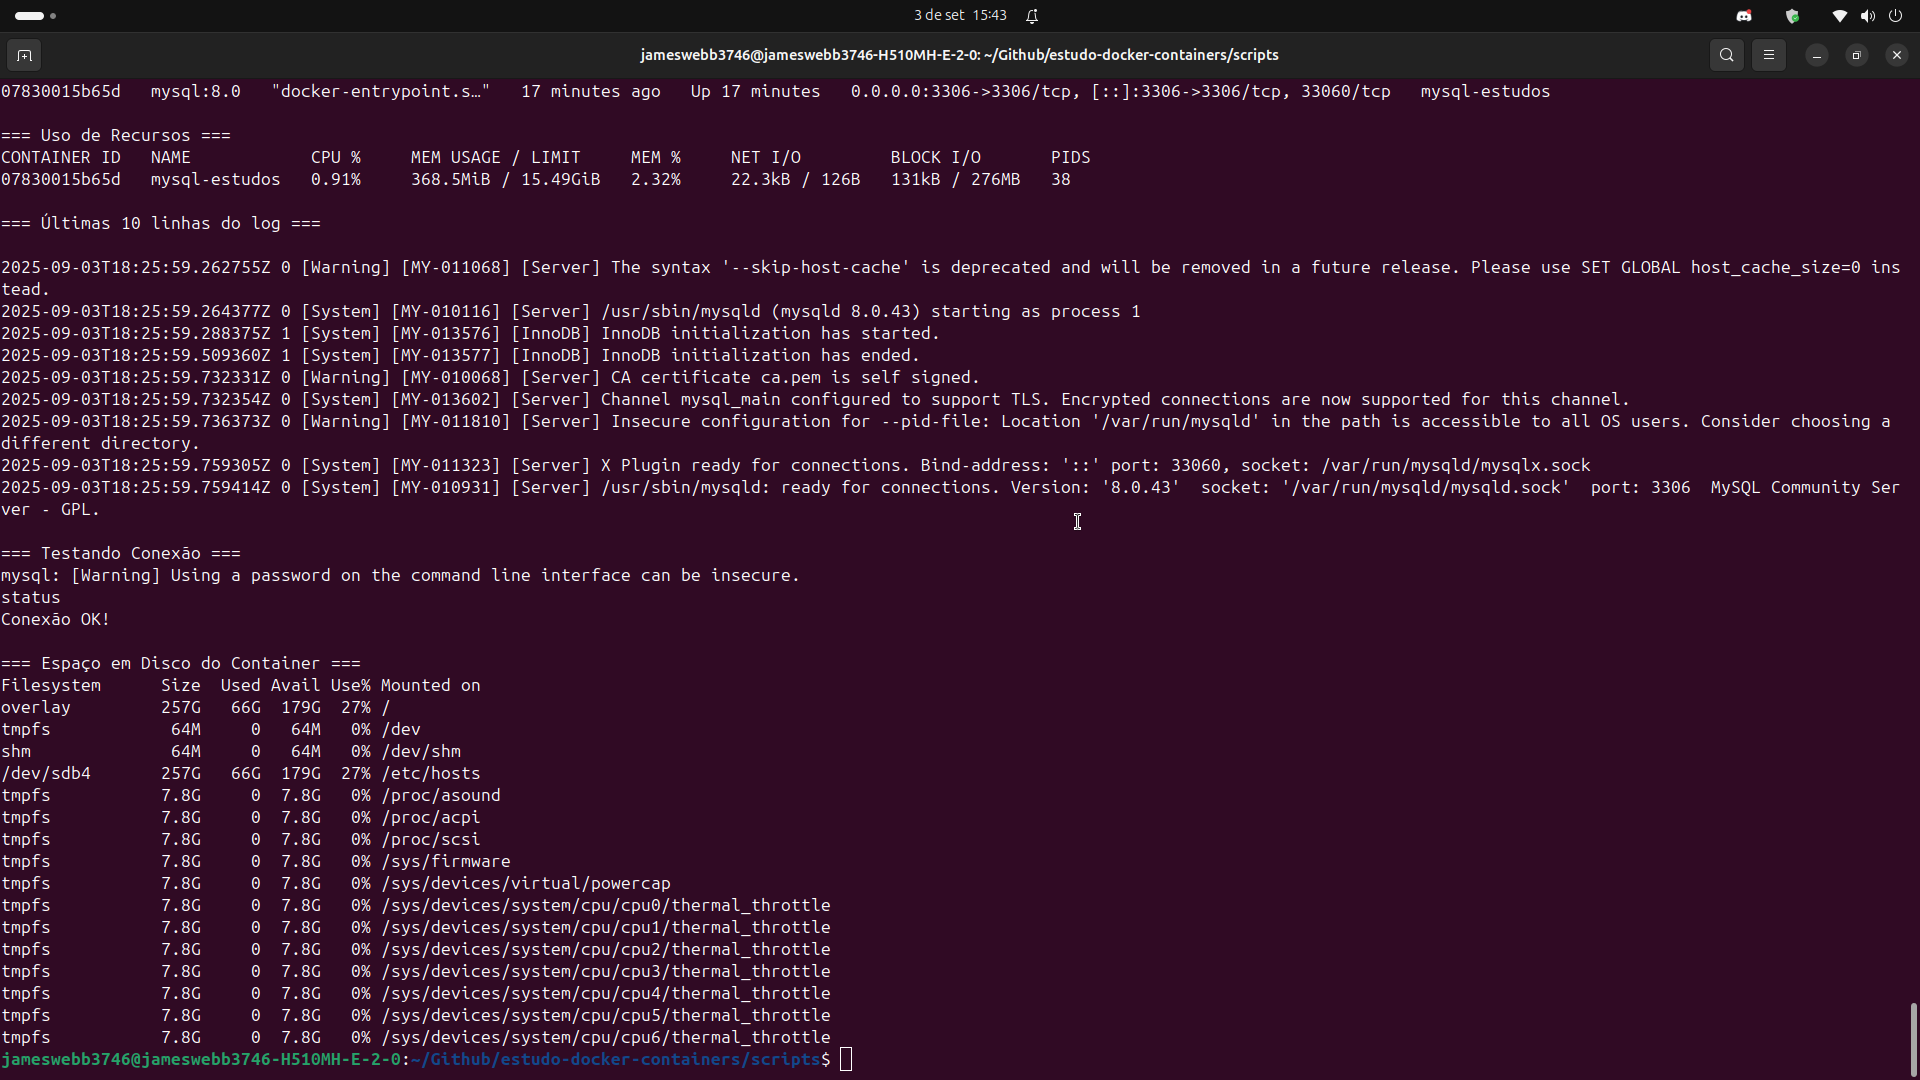 3 de set  15:43
jameswebb3746@jameswebb3746-H510MH-E-2-0: ~/Github/estudo-docker-containers/scripts
07830015b65d   mysql:8.0   "docker-entrypoint.s…"   17 minutes ago   Up 17 minutes   0.0.0.0:3306->3306/tcp, [::]:3306->3306/tcp, 33060/tcp   mysql-estudos
=== Uso de Recursos ===
CONTAINER ID   NAME            CPU %     MEM USAGE / LIMIT     MEM %     NET I/O         BLOCK I/O       PIDS
07830015b65d   mysql-estudos   0.91%     368.5MiB / 15.49GiB   2.32%     22.3kB / 126B   131kB / 276MB   38
=== Últimas 10 linhas do log ===
2025-09-03T18:25:59.262755Z 0 [Warning] [MY-011068] [Server] The syntax '--skip-host-cache' is deprecated and will be removed in a future release. Please use SET GLOBAL host_cache_size=0 ins
tead.
2025-09-03T18:25:59.264377Z 0 [System] [MY-010116] [Server] /usr/sbin/mysqld (mysqld 8.0.43) starting as process 1
2025-09-03T18:25:59.288375Z 1 [System] [MY-013576] [InnoDB] InnoDB initialization has started.
2025-09-03T18:25:59.509360Z 1 [System] [MY-013577] [InnoDB] InnoDB initialization has ended.
2025-09-03T18:25:59.732331Z 0 [Warning] [MY-010068] [Server] CA certificate ca.pem is self signed.
2025-09-03T18:25:59.732354Z 0 [System] [MY-013602] [Server] Channel mysql_main configured to support TLS. Encrypted connections are now supported for this channel.
2025-09-03T18:25:59.736373Z 0 [Warning] [MY-011810] [Server] Insecure configuration for --pid-file: Location '/var/run/mysqld' in the path is accessible to all OS users. Consider choosing a
different directory.
2025-09-03T18:25:59.759305Z 0 [System] [MY-011323] [Server] X Plugin ready for connections. Bind-address: '::' port: 33060, socket: /var/run/mysqld/mysqlx.sock
2025-09-03T18:25:59.759414Z 0 [System] [MY-010931] [Server] /usr/sbin/mysqld: ready for connections. Version: '8.0.43'  socket: '/var/run/mysqld/mysqld.sock'  port: 3306  MySQL Community Ser
ver - GPL.
=== Testando Conexão ===
mysql: [Warning] Using a password on the command line interface can be insecure.
status
Conexão OK!
=== Espaço em Disco do Container ===
Filesystem      Size  Used Avail Use% Mounted on
overlay         257G   66G  179G  27% /
tmpfs            64M     0   64M   0% /dev
shm              64M     0   64M   0% /dev/shm
/dev/sdb4       257G   66G  179G  27% /etc/hosts
tmpfs           7.8G     0  7.8G   0% /proc/asound
tmpfs           7.8G     0  7.8G   0% /proc/acpi
tmpfs           7.8G     0  7.8G   0% /proc/scsi
tmpfs           7.8G     0  7.8G   0% /sys/firmware
tmpfs           7.8G     0  7.8G   0% /sys/devices/virtual/powercap
tmpfs           7.8G     0  7.8G   0% /sys/devices/system/cpu/cpu0/thermal_throttle
tmpfs           7.8G     0  7.8G   0% /sys/devices/system/cpu/cpu1/thermal_throttle
tmpfs           7.8G     0  7.8G   0% /sys/devices/system/cpu/cpu2/thermal_throttle
tmpfs           7.8G     0  7.8G   0% /sys/devices/system/cpu/cpu3/thermal_throttle
tmpfs           7.8G     0  7.8G   0% /sys/devices/system/cpu/cpu4/thermal_throttle
tmpfs           7.8G     0  7.8G   0% /sys/devices/system/cpu/cpu5/thermal_throttle
tmpfs           7.8G     0  7.8G   0% /sys/devices/system/cpu/cpu6/thermal_throttle
jameswebb3746@jameswebb3746-H510MH-E-2-0:~/Github/estudo-docker-containers/scripts$